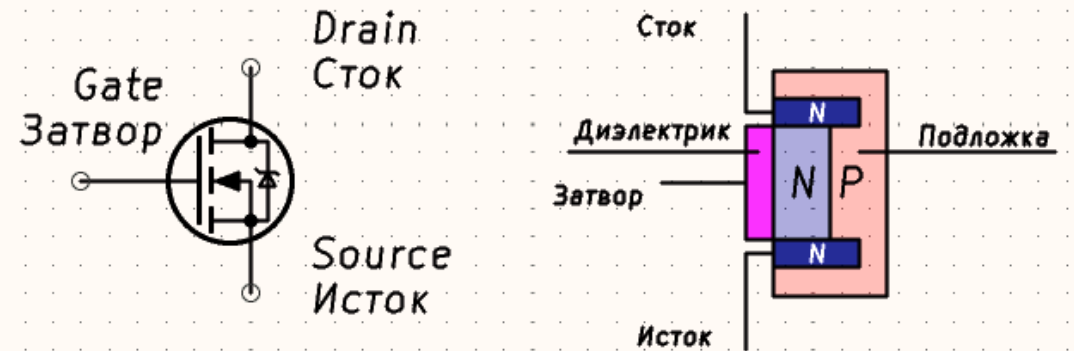 Drain
Сток
Gate
Затвор
Source
Исток
Сток
N
Диэлектрик
Подложка
N P
Затвор
N
Исток